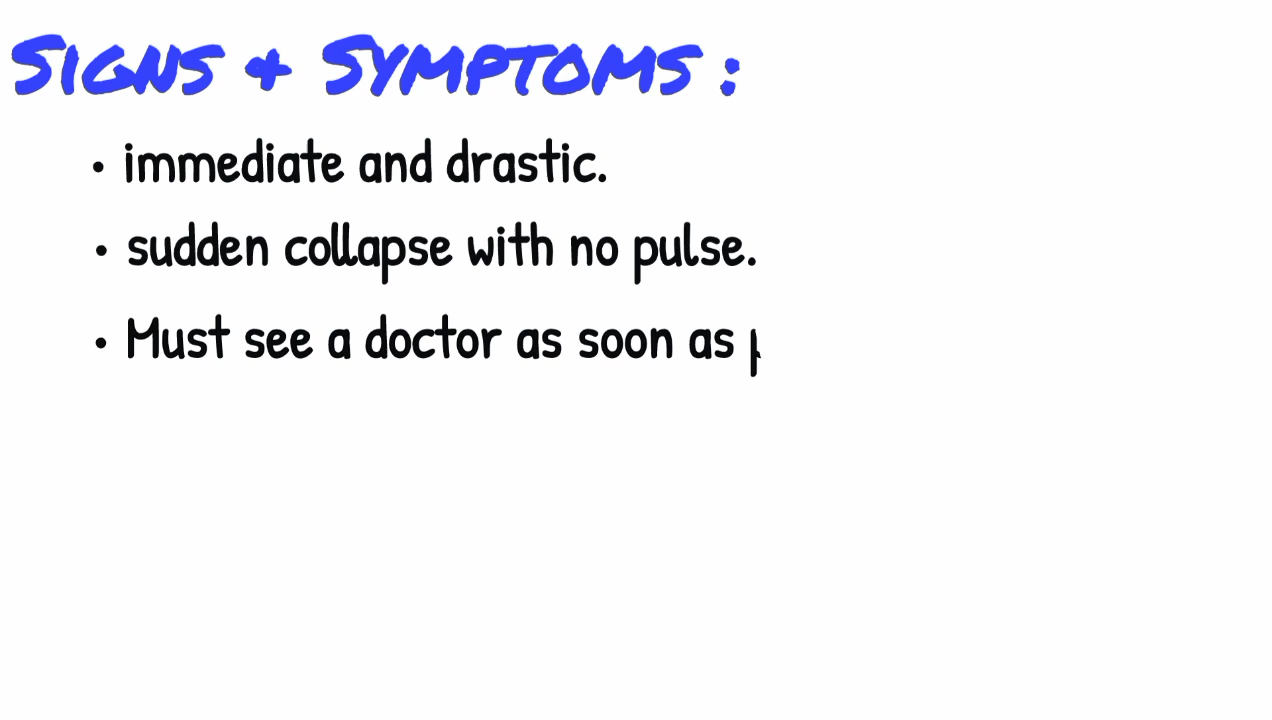 Signs & Symptoms :
• immediate and drastic.
• sudden collapse with no pulse.
• Must see a doctor as soon as